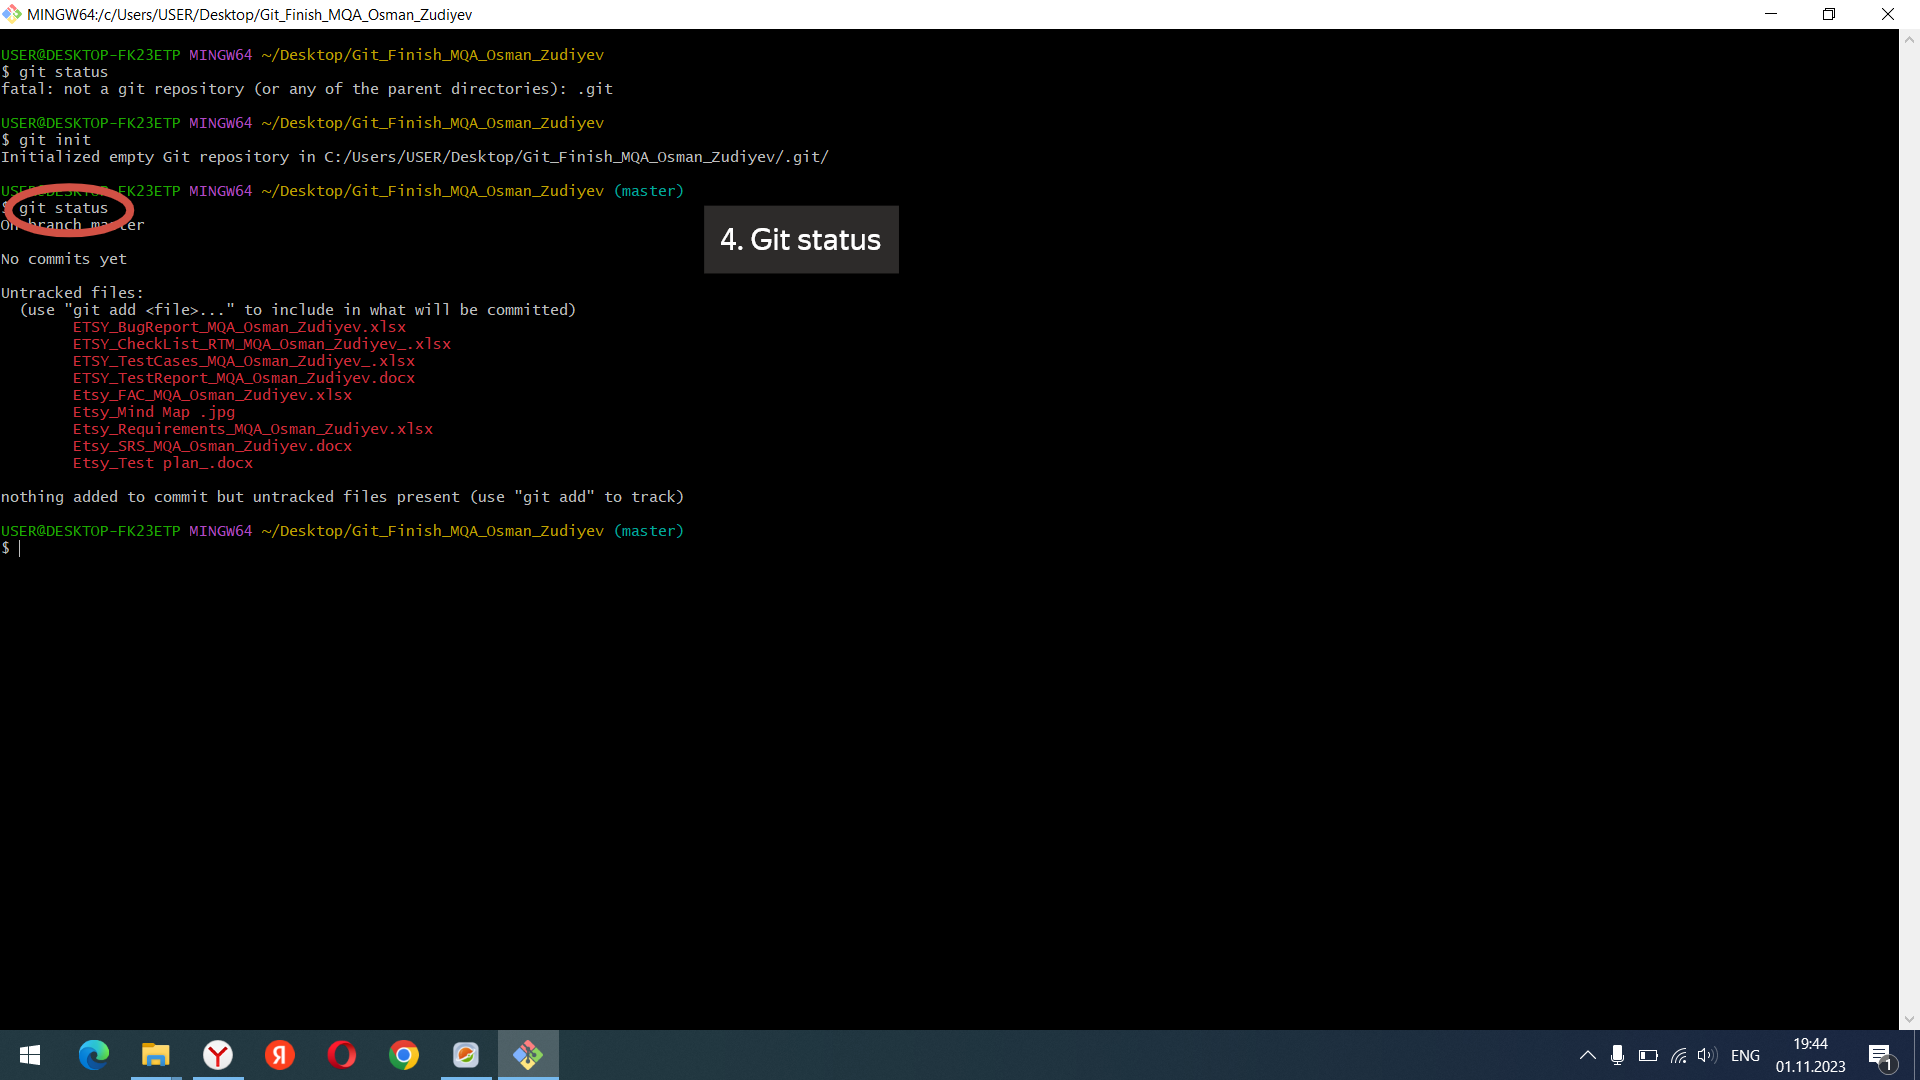 MINGW64:/c/Users/USER/Desktop/Git_Finish_MQA_Osman_Zudiyev
USER@DESKTOP-FK23ETP MINGW64 ~/Desktop/Git_Finish_MQA_Osman_Zudiyev
$ git status
fatal: not a git repository (or any of the parent directories): .git
USER@DESKTOP-FK23ETP MINGW64 ~/Desktop/Git_Finish_MQA_Osman_Zudiyev
$ git init
Initialized empty Git repository in C:/Users/USER/Desktop/Git_Finish_MQA_Osman_Zudiyev/.git/
USER@DESKTOP-FK23ETP MINGW64 ~/Desktop/Git_Finish_MQA_Osman_Zudiyev (master)
$ git status
On branch master
4. Git status
No commits yet
Untracked files:
(use "git add <file>..." to include in what will be committed)
ETSY_BugReport_MQA_Osman_Zudiyev.xlsx
ETSY_CheckList_RTM_MQA_Osman_Zudiyev_.xlsx
ETSY_TestCases_MQA_Osman_Zudiyev_.xlsx
ETSY_TestReport_MQA_Osman_Zudiyev.docx
Etsy_FAC_MQA_Osman_Zudiyev.xlsx
Etsy_Mind Map .jpg
Etsy_Requirements_MQA_Osman_Zudiyev.xlsx
Etsy_SRS_MQA_Osman_Zudiyev.docx
Etsy_Test plan_.docx
nothing added to commit but untracked files present (use "git add" to track)
USER@DESKTOP-FK23ETP MINGW64 ~/Desktop/Git_Finish_MQA_Osman_Zudiyev (master)
$
Y
Я
ENG
19:44
01.11.2023
1